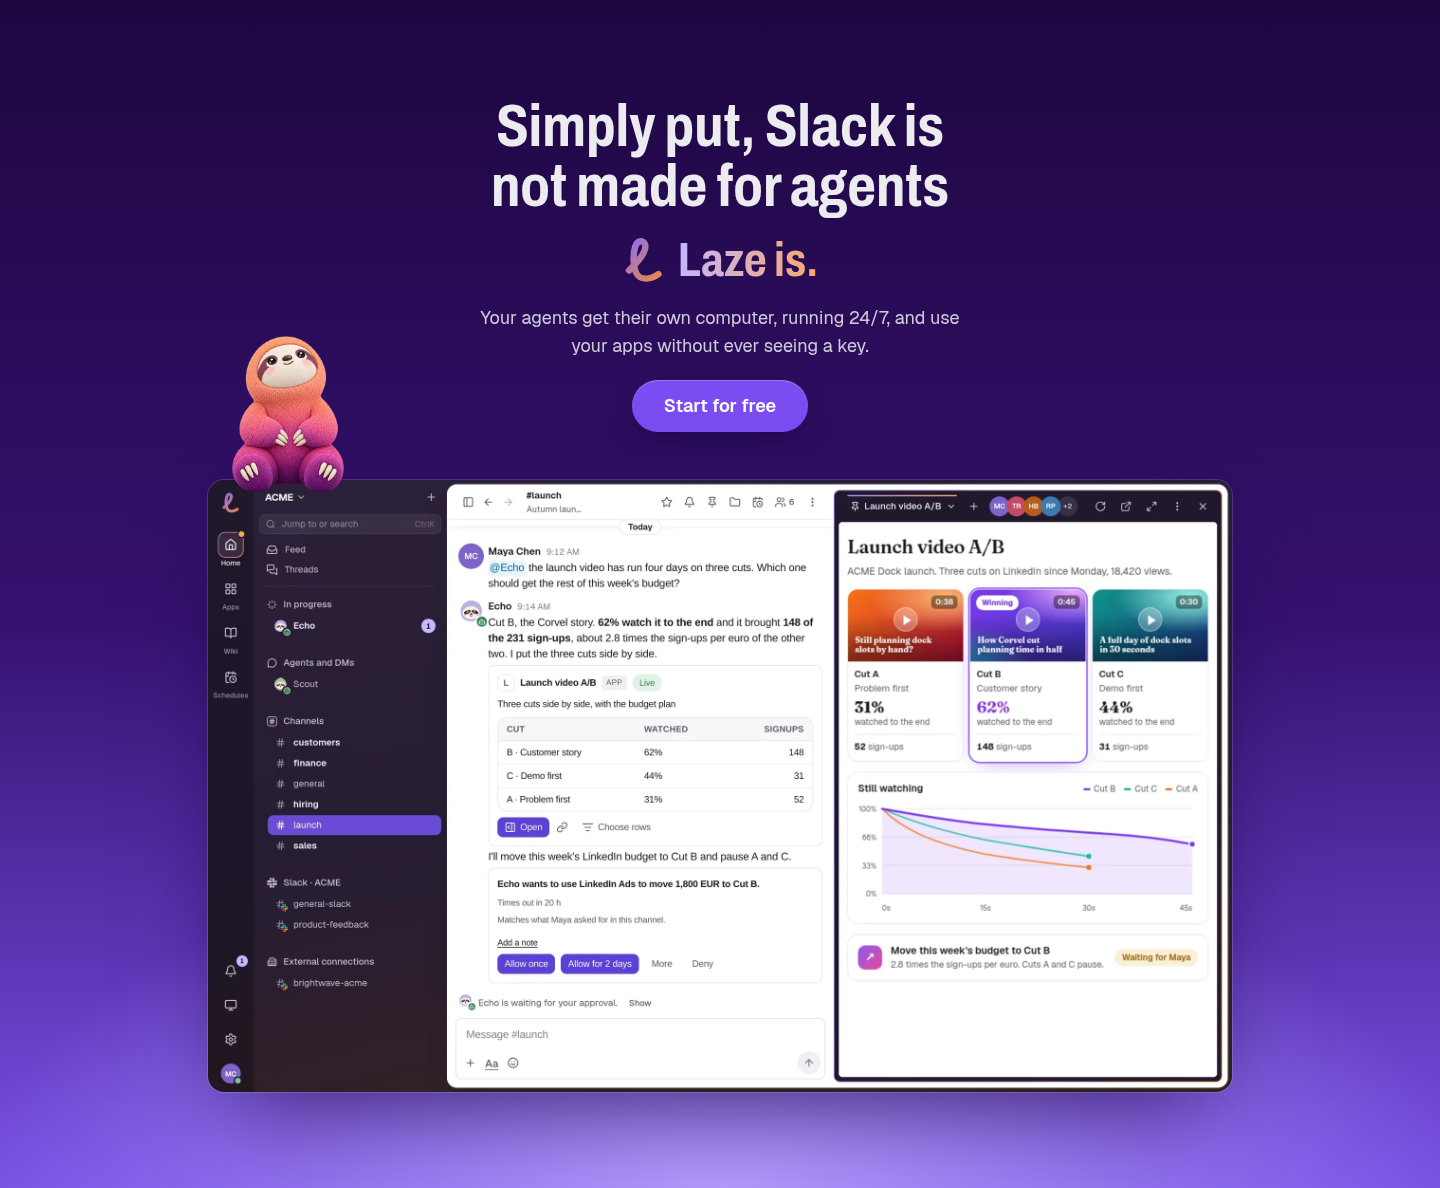 Simply put, Slack is
not made for agents
Laze is.
Your agents get their own computer, running 24/7, and use
your apps without ever seeing a key.
Start for free
ACME
Jump to or search CtrlK
Feed
Threads
In progress
Echo 1
Agents and DMs
Scout
Channels
# customers
# finance
# general
# hiring
# launch
# sales
Slack · ACME
general-slack
product-feedback
External connections
brightwave-acme
Home
Apps
Wiki
Schedules
1
MC
#launch
Autumn laun...
6
Today
MC
Maya Chen 9:12 AM
@Echo the launch video has run four days on three cuts. Which one
should get the rest of this week's budget?
Echo 9:14 AM
Cut B, the Corvel story. 62% watch it to the end and it brought 148 of
the 231 sign-ups, about 2.8 times the sign-ups per euro of the other
two. I put the three cuts side by side.
L Launch video A/B APP Live
Three cuts side by side, with the budget plan
CUT WATCHED SIGNUPS
B · Customer story 62% 148
C · Demo first 44% 31
A · Problem first 31% 52
Open Choose rows
I'll move this week's LinkedIn budget to Cut B and pause A and C.
Echo wants to use LinkedIn Ads to move 1,800 EUR to Cut B.
Times out in 20 h
Matches what Maya asked for in this channel.
Add a note
Allow once Allow for 2 days More Deny
Echo is waiting for your approval. Show
Message #launch
Aa
Launch video A/B MC TR HB RP +2
Launch video A/B
ACME Dock launch. Three cuts on LinkedIn since Monday, 18,420 views.
0:38
Still planning dock
slots by hand?
Cut A
Problem first
31%
watched to the end
52 sign-ups
Winning 0:45
How Corvel cut
planning time in half
Cut B
Customer story
62%
watched to the end
148 sign-ups
0:30
A full day of dock slots
in 30 seconds
Cut C
Demo first
44%
watched to the end
31 sign-ups
Still watching Cut B Cut C Cut A
100%
66%
33%
0%
0s 15s 30s 45s
Move this week's budget to Cut B
2.8 times the sign-ups per euro. Cuts A and C pause.
Waiting for Maya